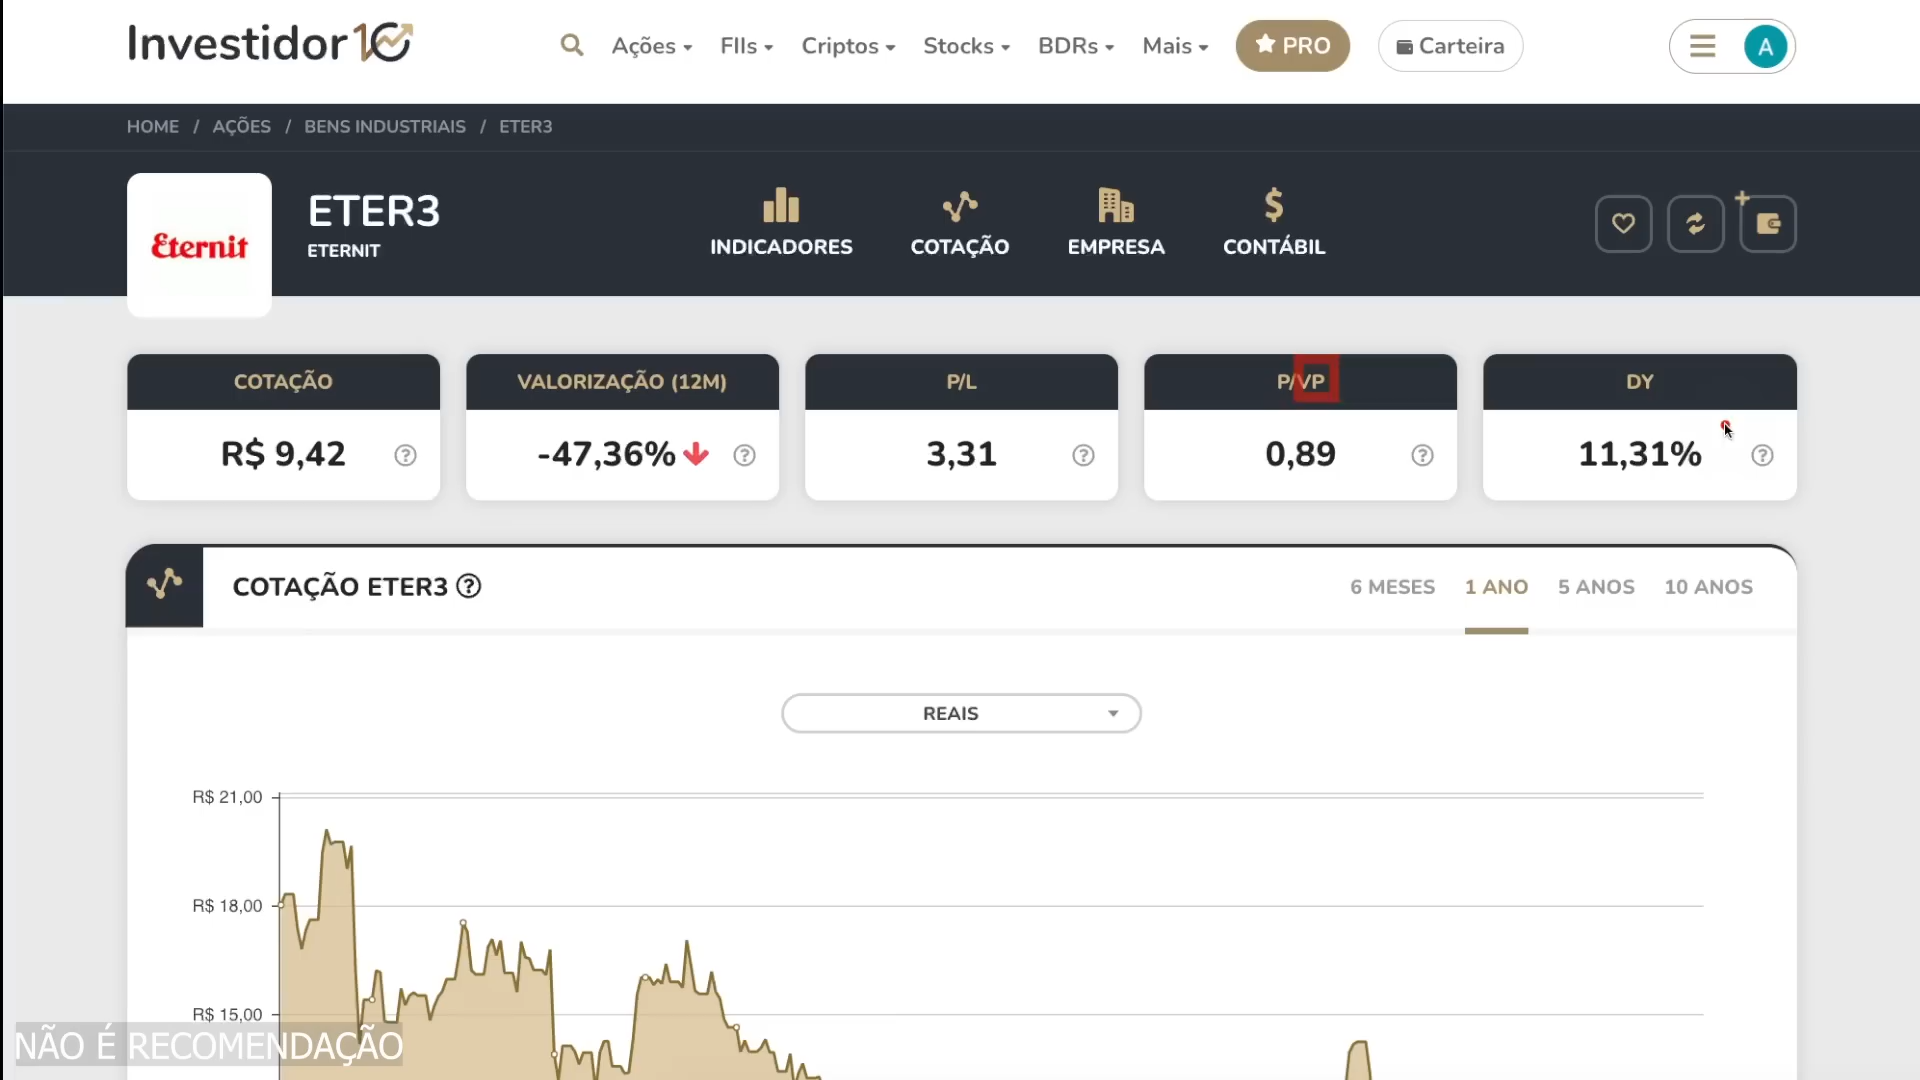 Investidor10
Ações
FIIs
Criptos
Stocks
BDRs
Mais
PRO
Carteira
A
HOME / AÇÕES / BENS INDUSTRIAIS / ETER3
Eternit
ETER3
ETERNIT
INDICADORES
COTAÇÃO
EMPRESA
CONTÁBIL
COTAÇÃO
R$ 9,42
VALORIZAÇÃO (12M)
-47,36%
P/L
3,31
P/VP
0,89
DY
11,31%
COTAÇÃO ETER3
6 MESES
1 ANO
5 ANOS
10 ANOS
REAIS
R$ 21,00
R$ 18,00
R$ 15,00
NÃO É RECOMENDAÇÃO